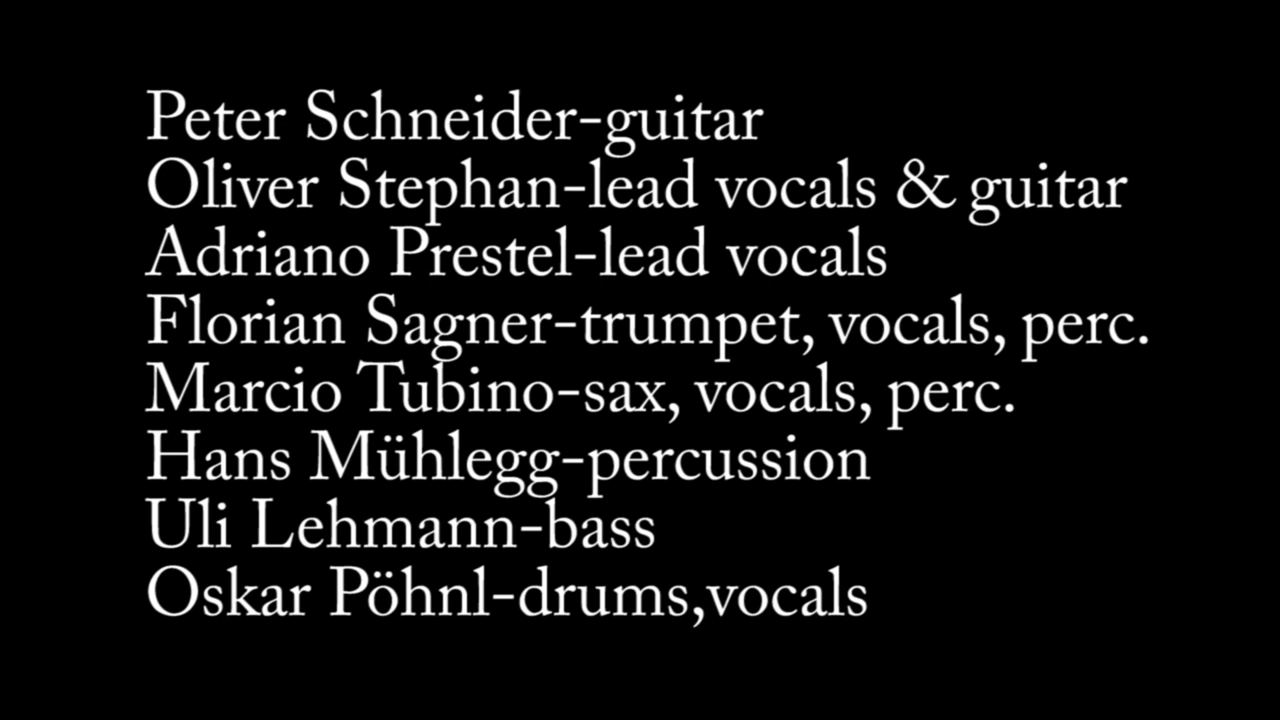 Peter Schneider-guitar
Oliver Stephan-lead vocals & guitar
Adriano Prestel-lead vocals
Florian Sagner-trumpet, vocals, perc.
Marcio Tubino-sax, vocals, perc.
Hans Mühlegg-percussion
Uli Lehmann-bass
Oskar Pöhnl-drums,vocals